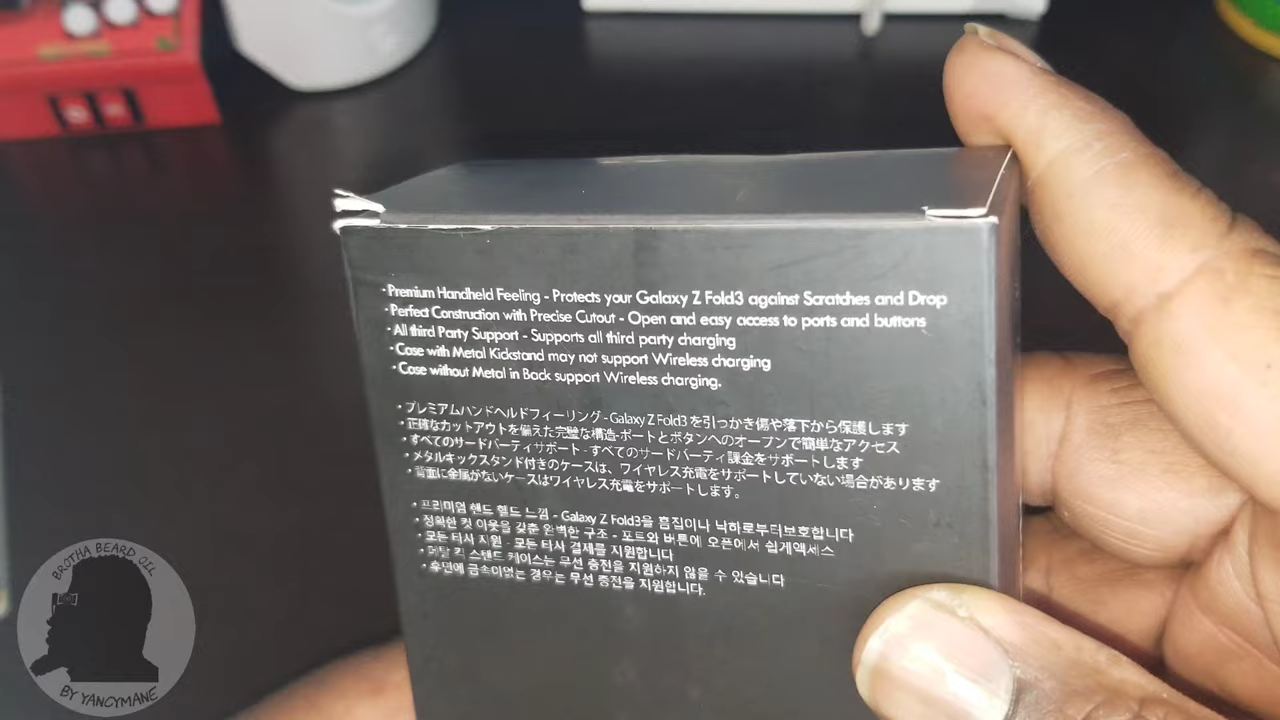 · Premium Handheld Feeling - Protects your Galaxy Z Fold3 against Scratches and Drop
· Perfect Construction with Precise Cutout - Open and easy access to ports and buttons
· All third Party Support - Supports all third party charging
· Case with Metal Kickstand may not support Wireless charging
· Case without Metal in Back support Wireless charging.
· プレミアムハンドヘルドフィーリング - Galaxy Z Fold3 を引っかき傷や落下から保護します
· 正確なカットアウトを備えた完璧な構造-ポートとボタンへのオープンで簡単なアクセス
· すべてのサードパーティサポート - すべてのサードパーティ課金をサポートします
· メタルキックスタンド付きのケースは、ワイヤレス充電をサポートしていない場合があります
· 背面に金属がないケースはワイヤレス充電をサポートします。
· 프리미엄 핸드 헬드 느낌 - Galaxy Z Fold3을 흠집이나 낙하로부터보호합니다
· 정확한 컷 아웃을 갖춘 완벽한 구조 - 포트와 버튼에 오픈에서 쉽게액세스
· 모든 타사 지원 - 모든 타사 결제를 지원합니다
· 메탈 킥 스탠드 케이스는 무선 충전을 지원하지 않을 수 있습니다
· 후면에 금속이없는 경우는 무선 충전을 지원합니다.
BROTHA BEARD OIL
BY YANCYMANE